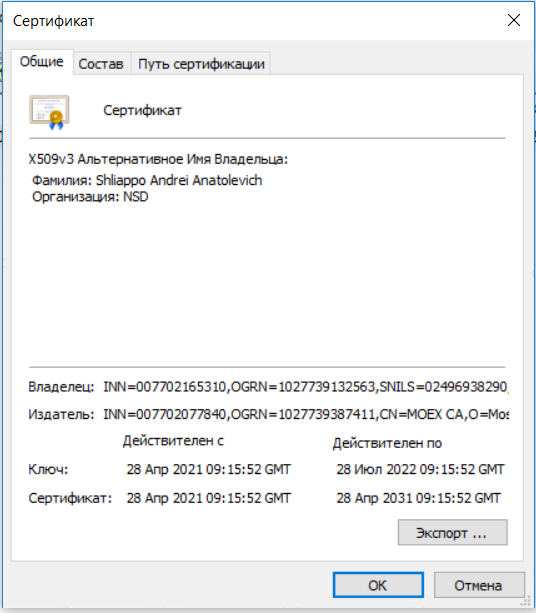 Сертификат
Общие Состав Путь сертификации
Сертификат
X509v3 Альтернативное Имя Владельца:
Фамилия: Shliappo Andrei Anatolevich
Организация: NSD
Владелец: INN=007702165310,OGRN=1027739132563,SNILS=02496938290,
Издатель: INN=007702077840,OGRN=1027739387411,CN=MOEX CA,O=Mos
Действителен с Действителен по
Ключ: 28 Апр 2021 09:15:52 GMT 28 Июл 2022 09:15:52 GMT
Сертификат: 28 Апр 2021 09:15:52 GMT 28 Апр 2031 09:15:52 GMT
Экспорт ...
OK Отмена